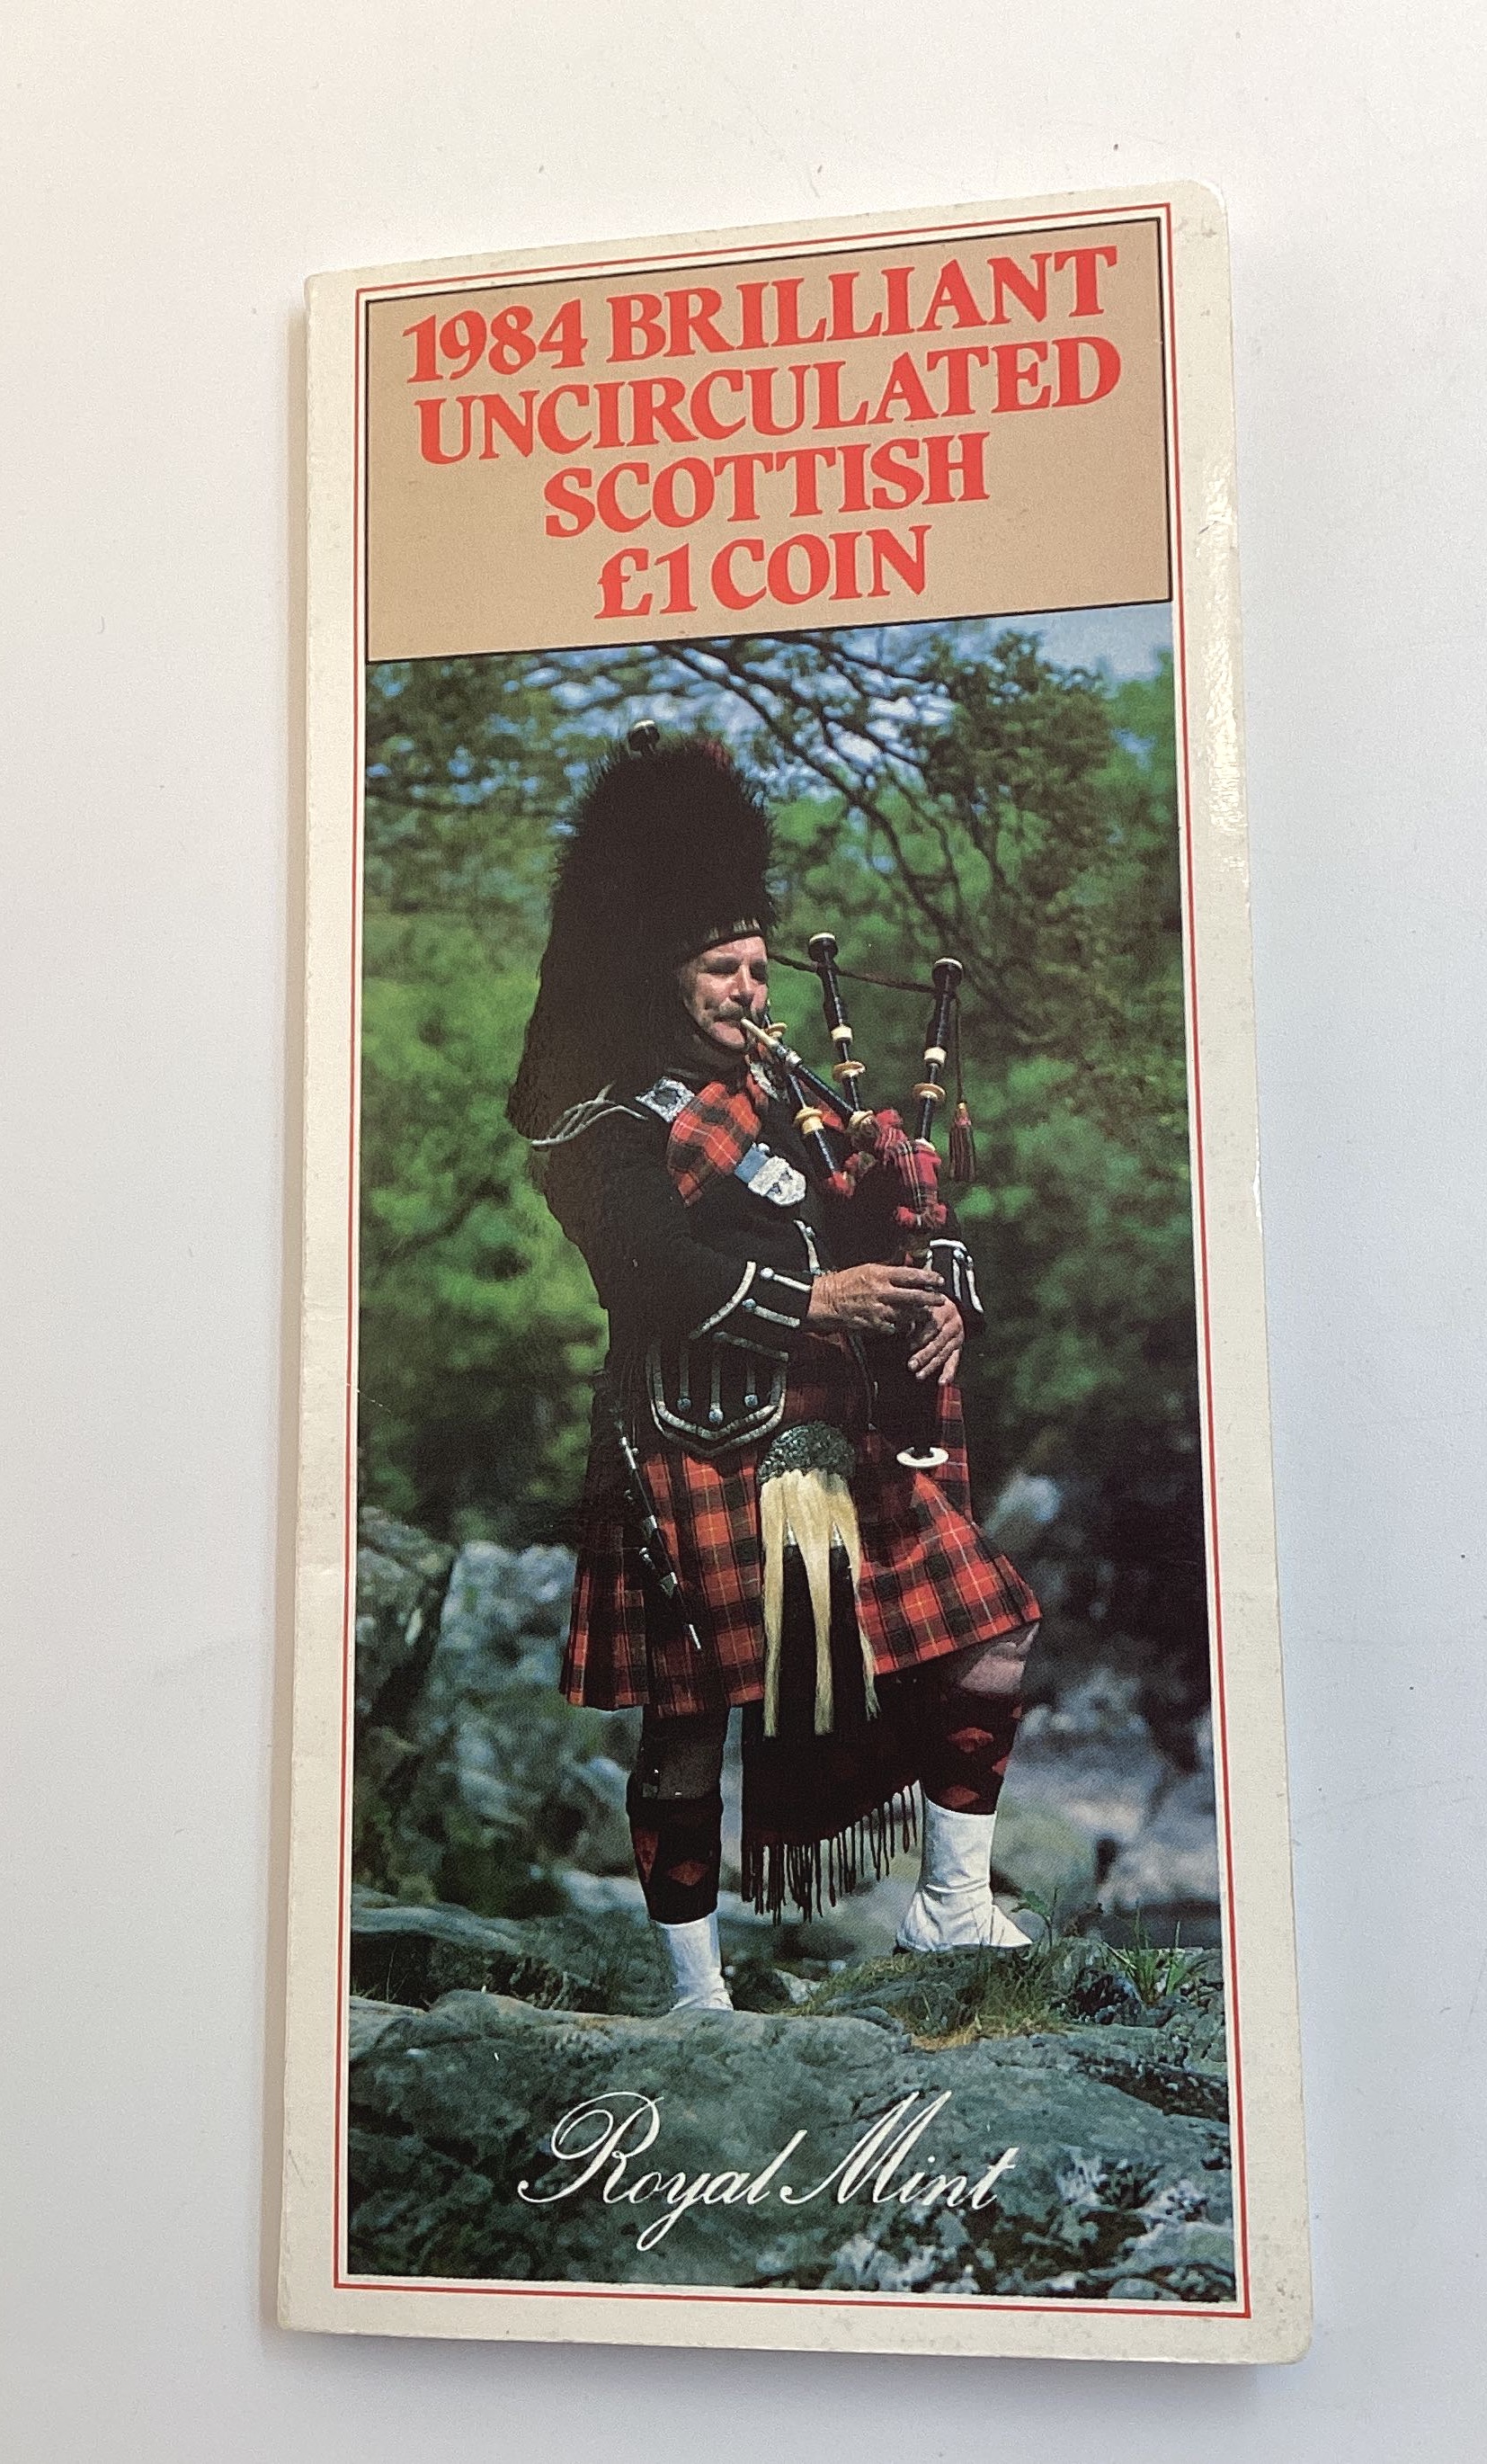 1984 BRILLIANT
UNCIRCULATED
SCOTTISH
£1 COIN
Royal Mint